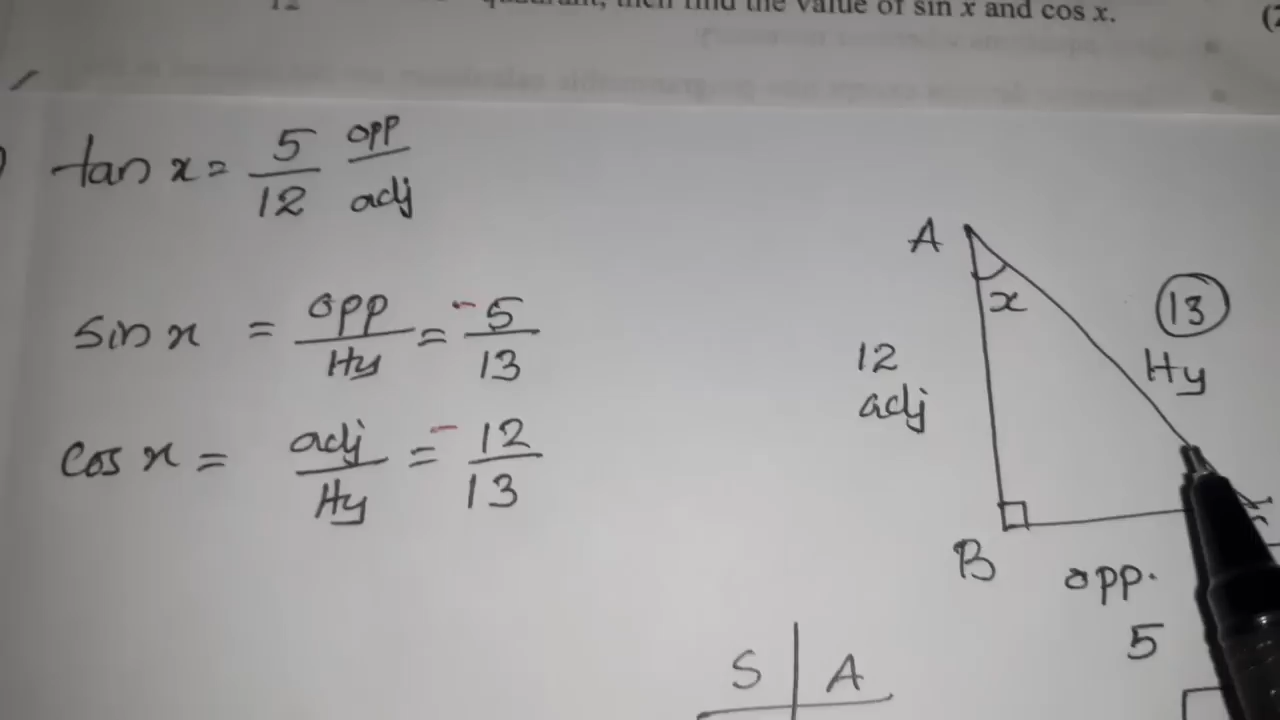 12 quadrant, then find the value of sin x and cos x.
tan x = 5/12 opp/adj
sin x = opp/Hy = -5/13
cos x = adj/Hy = -12/13
A
x
13
Hy
12
adj
B
opp.
5
S A